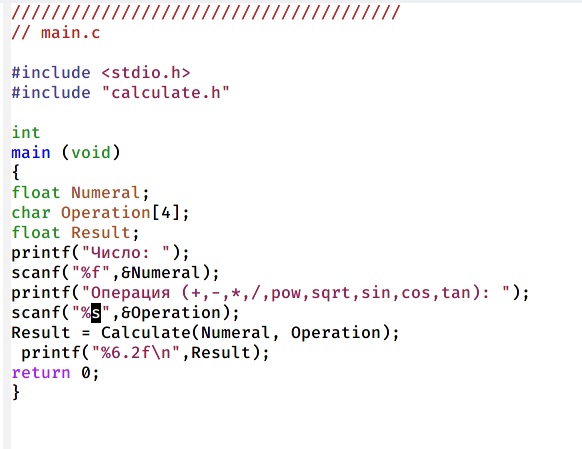 ///////////////////////////////////////
// main.c
#include <stdio.h>
#include "calculate.h"
int
main (void)
{
float Numeral;
char Operation[4];
float Result;
printf("Число: ");
scanf("%f",&Numeral);
printf("Операция (+,-,*,/,pow,sqrt,sin,cos,tan): ");
scanf("%s",&Operation);
Result = Calculate(Numeral, Operation);
printf("%6.2f\n",Result);
return 0;
}